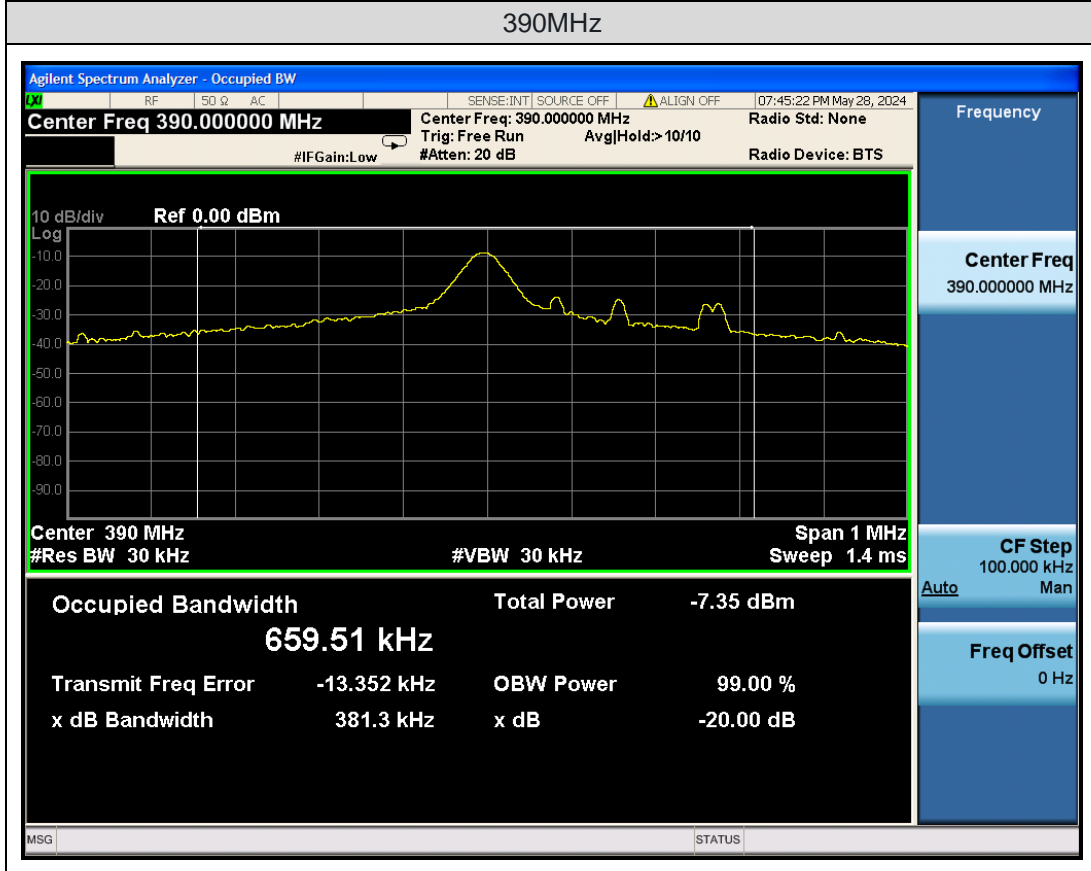 390MHz
Agilent Spectrum Analyzer - Occupied BW
LXI RF 50 Ω AC SENSE:INT SOURCE OFF ALIGN OFF 07:45:22 PM May 28, 2024
Center Freq 390.000000 MHz Center Freq: 390.000000 MHz Radio Std: None
Trig: Free Run Avg|Hold:>10/10
#IFGain:Low #Atten: 20 dB Radio Device: BTS
10 dB/div Ref 0.00 dBm
Log
-10.0
-20.0
-30.0
-40.0
-50.0
-60.0
-70.0
-80.0
-90.0
Center 390 MHz Span 1 MHz
#Res BW 30 kHz #VBW 30 kHz Sweep 1.4 ms
Occupied Bandwidth Total Power -7.35 dBm
659.51 kHz
Transmit Freq Error -13.352 kHz OBW Power 99.00 %
x dB Bandwidth 381.3 kHz x dB -20.00 dB
Frequency
Center Freq
390.000000 MHz
CF Step
100.000 kHz
Auto Man
Freq Offset
0 Hz
MSG STATUS